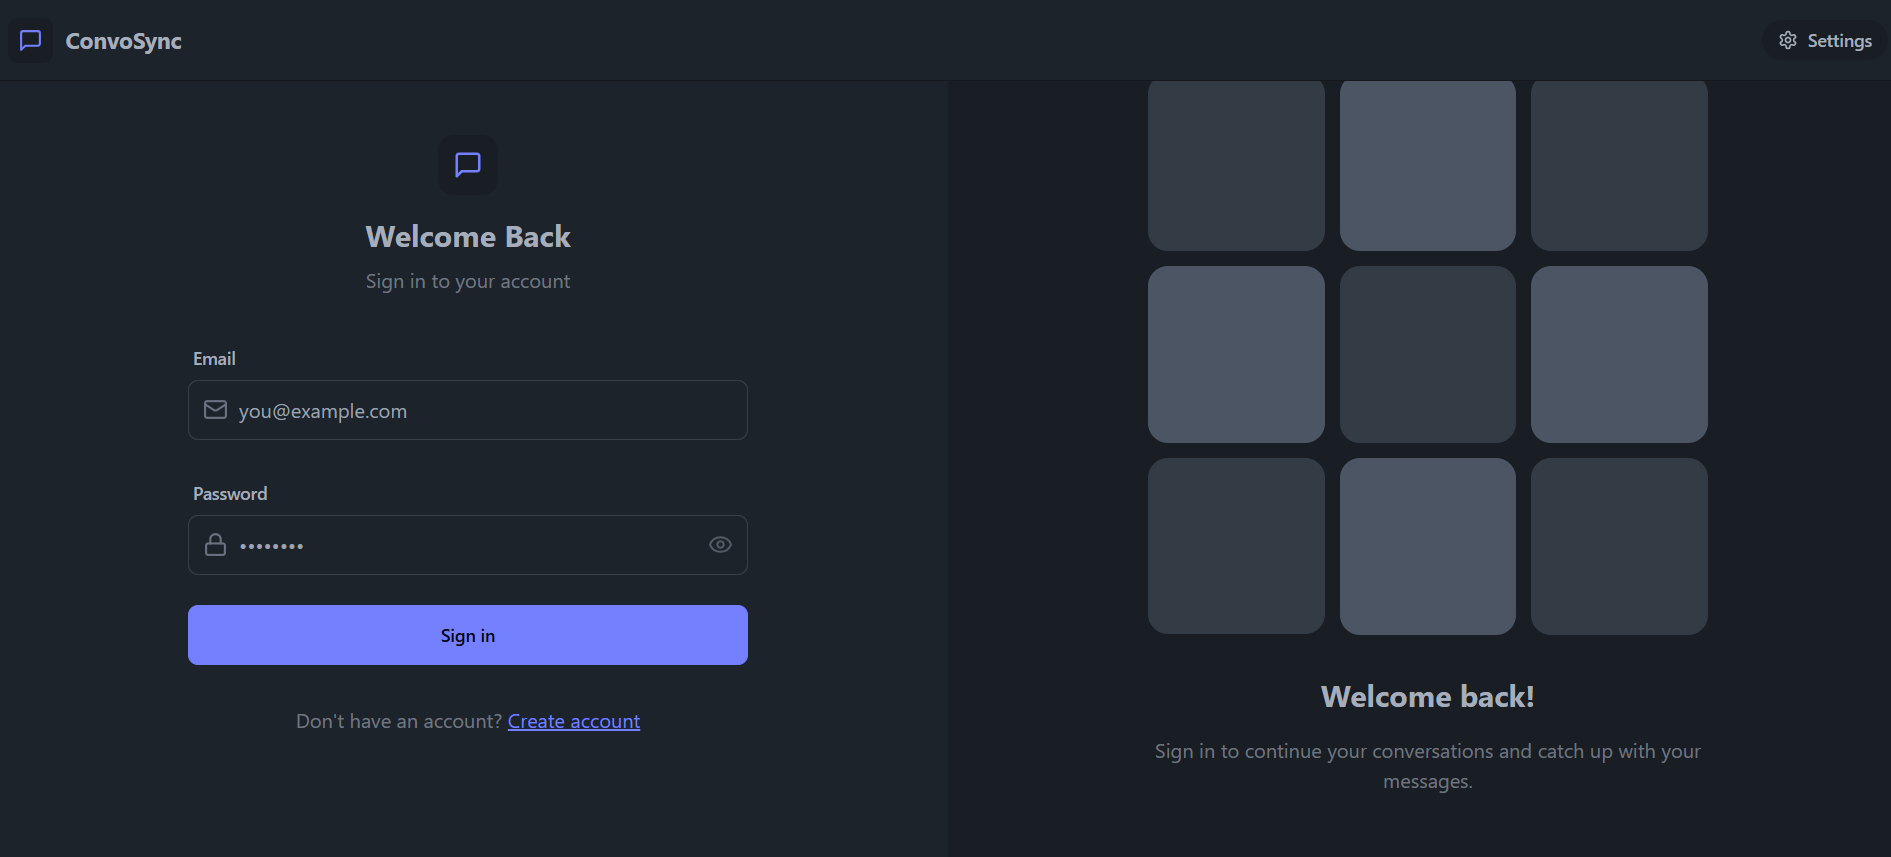 ConvoSync
Settings
Welcome Back
Sign in to your account
Email
you@example.com
Password
••••••••
Sign in
Don't have an account? Create account
Welcome back!
Sign in to continue your conversations and catch up with your
messages.